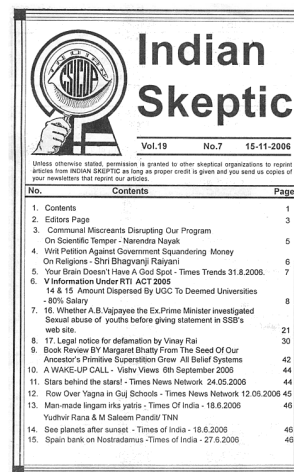 CSICOP
Indian
Skeptic
Vol.19 No.7 15-11-2006
Unless otherwise stated, permission is granted to other skeptical organizations to reprint
articles from INDIAN SKEPTIC as long as proper credit is given and you send us copies of
your newsletters that reprint our articles.
No. Contents Page
1. Contents 1
2. Editors Page 3
3. Communal Miscreants Disrupting Our Program
On Scientific Temper - Narendra Nayak 5
4. Writ Petition Against Government Squandering Money
On Religions - Shri Bhagvanji Raiyani 6
5. Your Brain Doesn't Have A God Spot - Times Trends 31.8.2006. 7
6. V Information Under RTI ACT 2005
14 & 15 Amount Dispersed By UGC To Deemed Universities
- 80% Salary 8
7. 16. Whether A.B.Vajpayee the Ex.Prime Minister investigated
Sexual abuse of youths before giving statement in SSB's
web site. 21
8. 17. Legal notice for defamation by Vinay Rai 30
9. Book Review BY Margaret Bhatty From The Seed Of Our
Ancestor's Primitive Superstition Grew All Belief Systems 42
10. A WAKE-UP CALL - Vishv Views 6th September 2006 44
11. Stars behind the stars! - Times News Network 24.05.2006 44
12. Row Over Yagna in Guj Schools - Times News Network 12.06.2006 45
13. Man-made lingam irks yatris - Times Of India - 18.6.2006 46
Yudhvir Rana & M Saleem Pandit/ TNN
14. See planets after sunset - Times of India - 18.6.2006 46
15. Spain bank on Nostradamus -Times of India - 27.6.2006 46